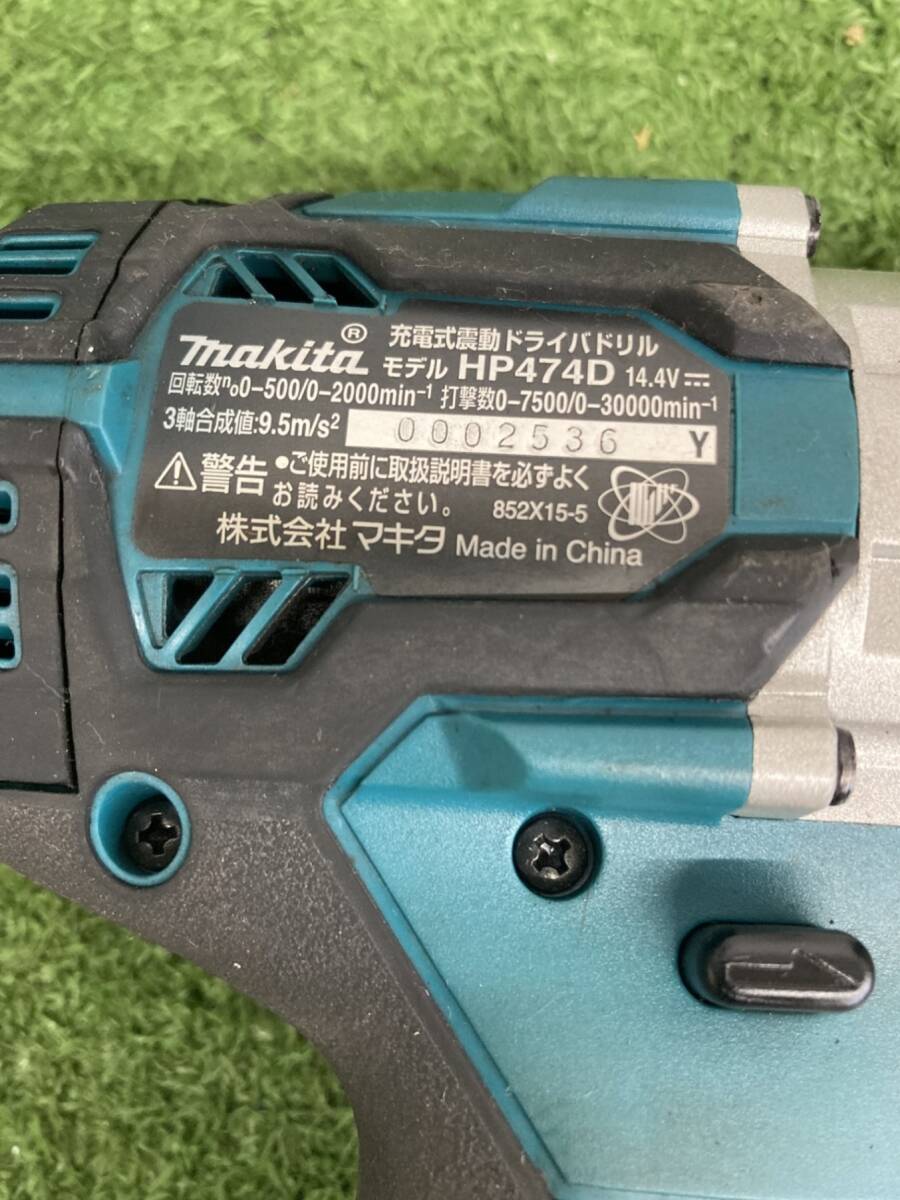 makita® 充電式震動ドライバドリル
モデル HP474D 14.4V
回転数n₀0-500/0-2000min⁻¹ 打撃数0-7500/0-30000min⁻¹
3軸合成値:9.5m/s² 0002536 Y
警告 •ご使用前に取扱説明書を必ずよく
お読みください。 852X15-5
株式会社 マキタ Made in China